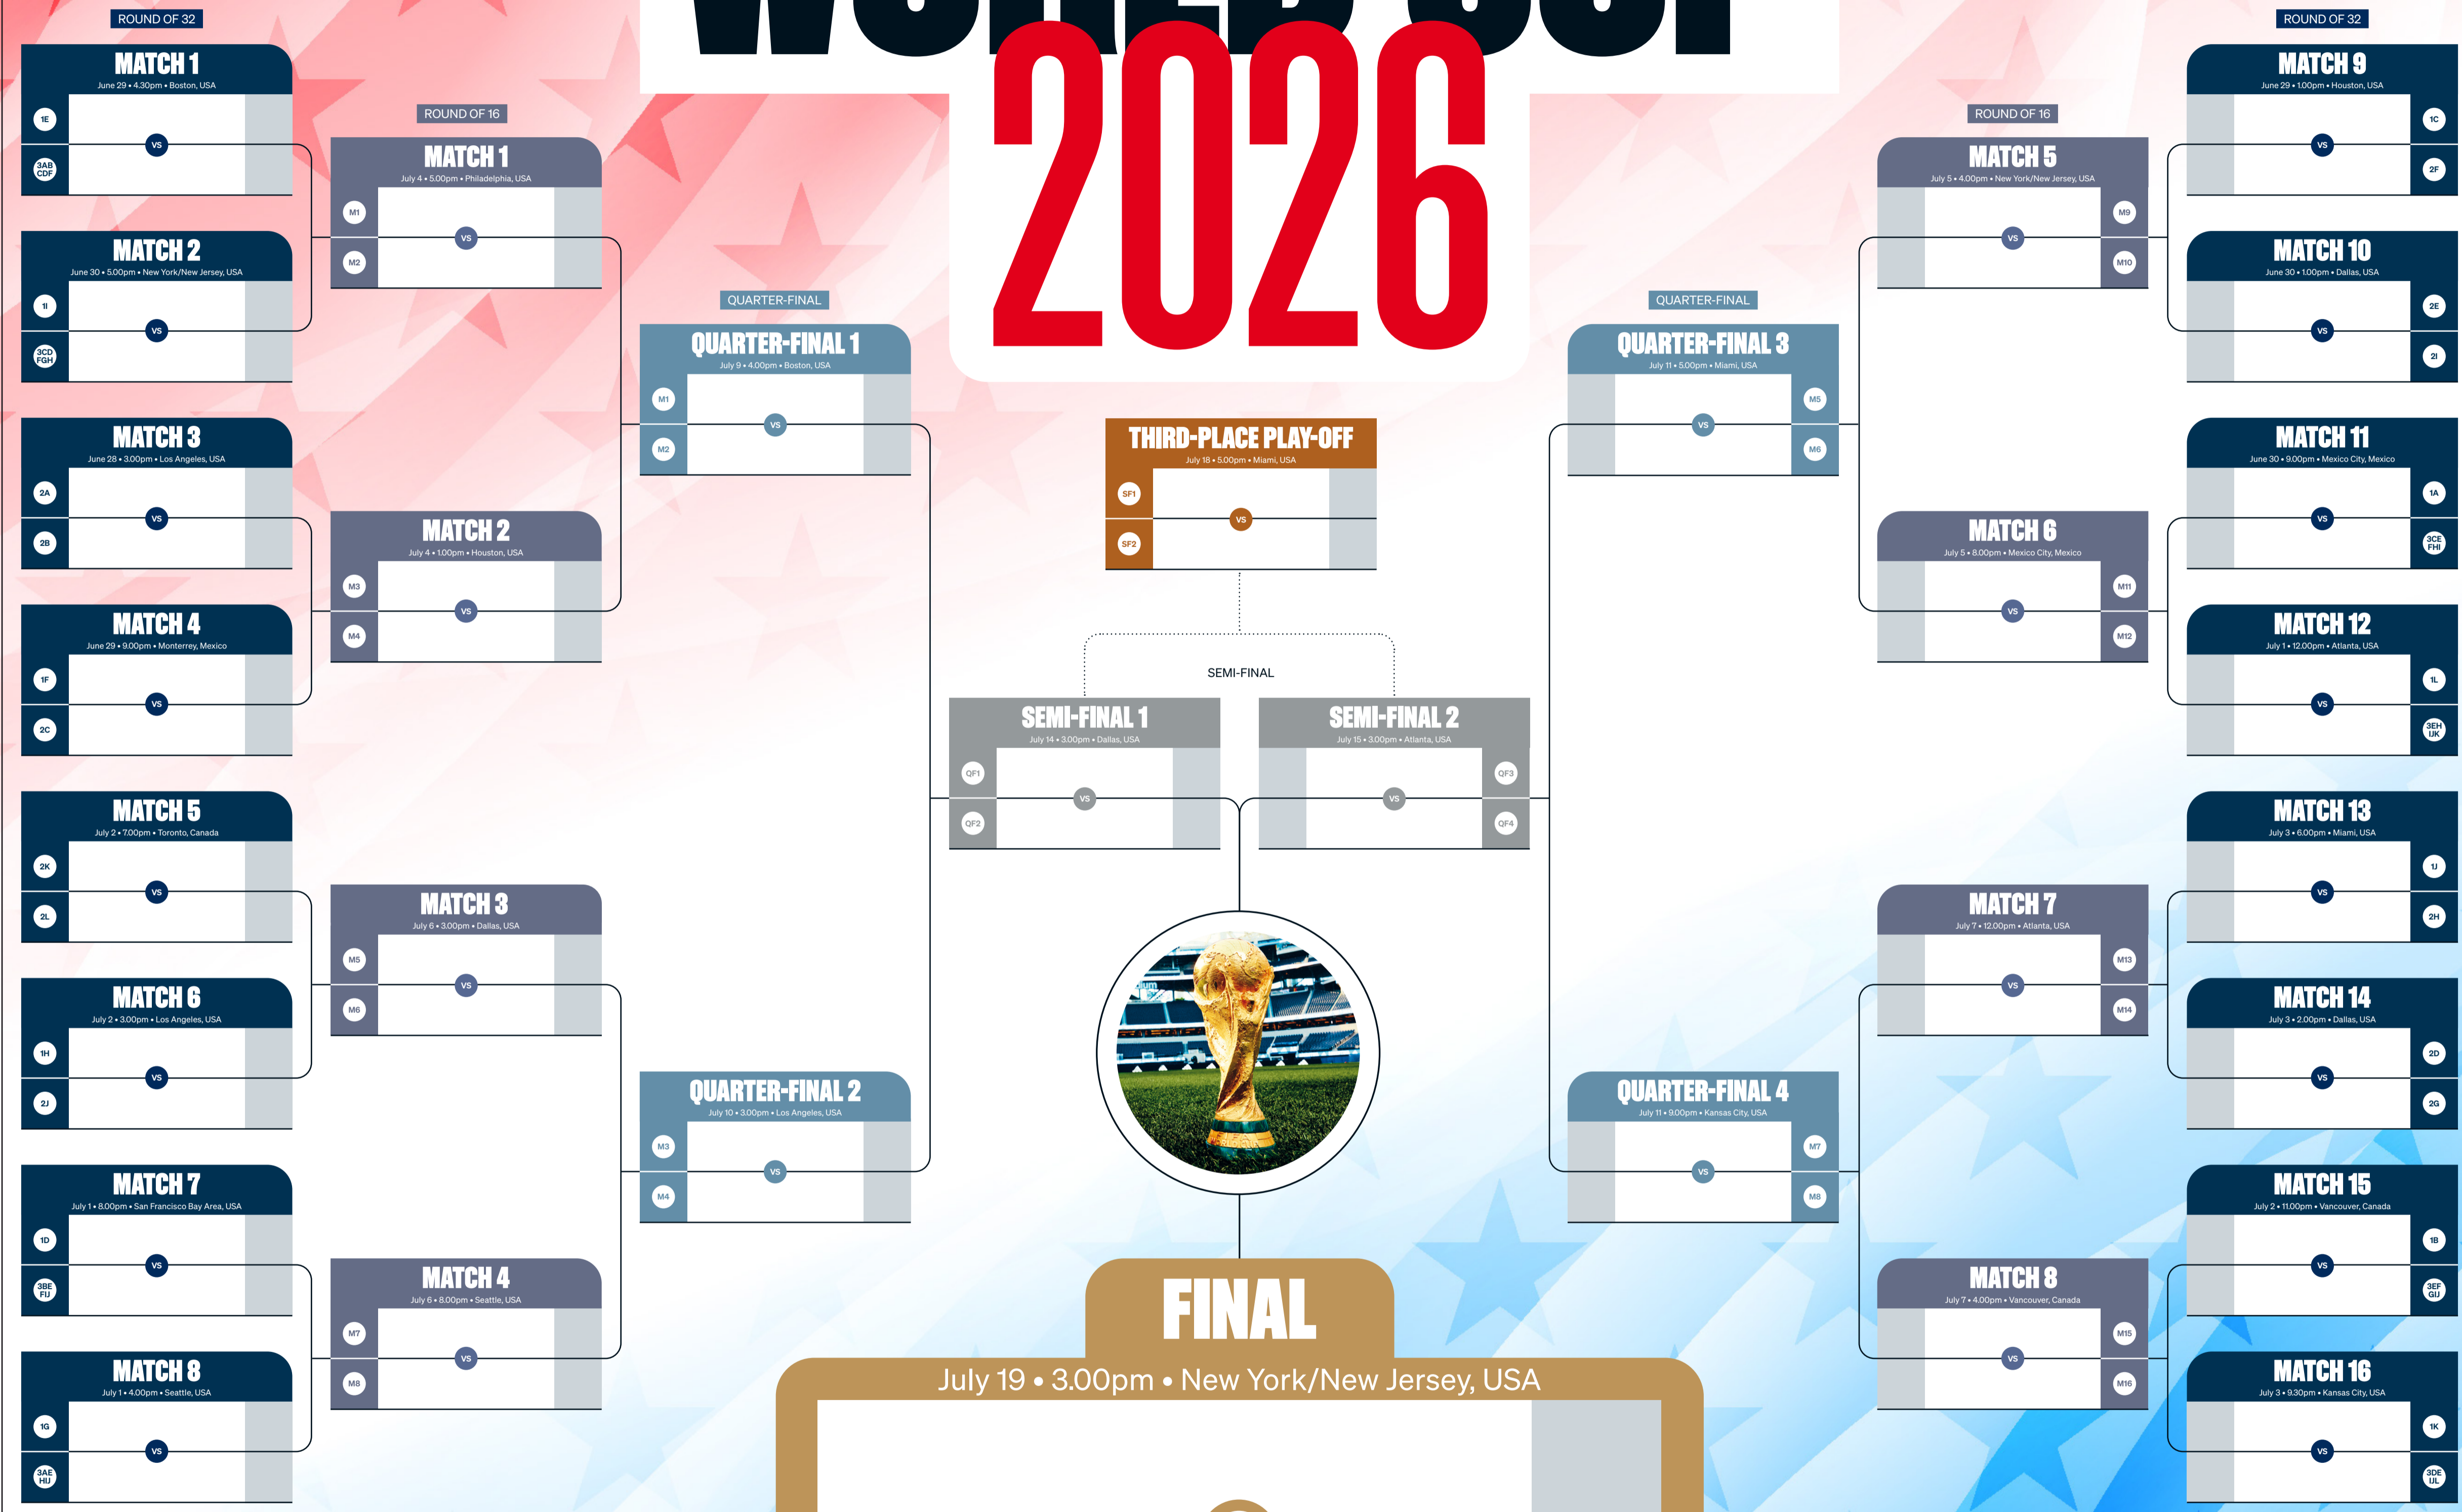 WORLD CUP
2026
ROUND OF 32
MATCH 1
June 29 • 4.30pm • Boston, USA
1E
VS
3AB
CDF
MATCH 2
June 30 • 5.00pm • New York/New Jersey, USA
1I
VS
3CD
FGH
MATCH 3
June 28 • 3.00pm • Los Angeles, USA
2A
VS
2B
MATCH 4
June 29 • 9.00pm • Monterrey, Mexico
1F
VS
2C
MATCH 5
July 2 • 7.00pm • Toronto, Canada
2K
VS
2L
MATCH 6
July 2 • 3.00pm • Los Angeles, USA
1H
VS
2J
MATCH 7
July 1 • 8.00pm • San Francisco Bay Area, USA
1D
VS
3BE
FIJ
MATCH 8
July 1 • 4.00pm • Seattle, USA
1G
VS
3AE
HIJ
ROUND OF 16
MATCH 1
July 4 • 5.00pm • Philadelphia, USA
M1
VS
M2
MATCH 2
July 4 • 1.00pm • Houston, USA
M3
VS
M4
MATCH 3
July 6 • 3.00pm • Dallas, USA
M5
VS
M6
MATCH 4
July 6 • 8.00pm • Seattle, USA
M7
VS
M8
QUARTER-FINAL
QUARTER-FINAL 1
July 9 • 4.00pm • Boston, USA
M1
VS
M2
QUARTER-FINAL 2
July 10 • 3.00pm • Los Angeles, USA
M3
VS
M4
THIRD-PLACE PLAY-OFF
July 18 • 5.00pm • Miami, USA
SF1
VS
SF2
SEMI-FINAL
SEMI-FINAL 1
July 14 • 3.00pm • Dallas, USA
QF1
VS
QF2
SEMI-FINAL 2
July 15 • 3.00pm • Atlanta, USA
QF3
VS
QF4
FINAL
July 19 • 3.00pm • New York/New Jersey, USA
QUARTER-FINAL
QUARTER-FINAL 3
July 11 • 5.00pm • Miami, USA
M5
VS
M6
QUARTER-FINAL 4
July 11 • 9.00pm • Kansas City, USA
M7
VS
M8
ROUND OF 16
MATCH 5
July 5 • 4.00pm • New York/New Jersey, USA
M9
VS
M10
MATCH 6
July 5 • 8.00pm • Mexico City, Mexico
M11
VS
M12
MATCH 7
July 7 • 12.00pm • Atlanta, USA
M13
VS
M14
MATCH 8
July 7 • 4.00pm • Vancouver, Canada
M15
VS
M16
ROUND OF 32
MATCH 9
June 29 • 1.00pm • Houston, USA
1C
VS
2F
MATCH 10
June 30 • 1.00pm • Dallas, USA
2E
VS
2I
MATCH 11
June 30 • 9.00pm • Mexico City, Mexico
1A
VS
3CE
FHI
MATCH 12
July 1 • 12.00pm • Atlanta, USA
1L
VS
3EH
IJK
MATCH 13
July 3 • 6.00pm • Miami, USA
1J
VS
2H
MATCH 14
July 3 • 2.00pm • Dallas, USA
2D
VS
2G
MATCH 15
July 2 • 11.00pm • Vancouver, Canada
1B
VS
3EF
GIJ
MATCH 16
July 3 • 9.30pm • Kansas City, USA
1K
VS
3DE
IJL